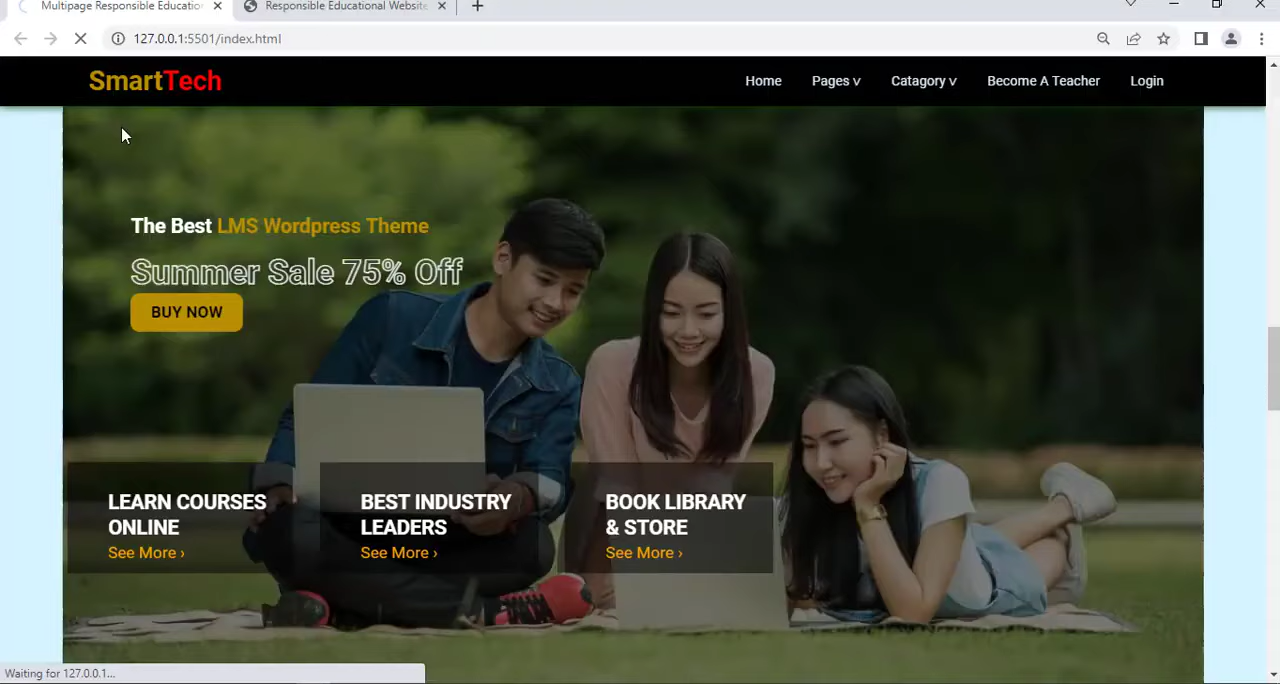 Multipage Responsible Educatio
Responsible Educational Website
127.0.0.1:5501/index.html
SmartTech
Home
Pages v
Catagory v
Become A Teacher
Login
The Best LMS Wordpress Theme
Summer Sale 75% Off
BUY NOW
LEARN COURSES
ONLINE
See More ›
BEST INDUSTRY
LEADERS
See More ›
BOOK LIBRARY
& STORE
See More ›
Waiting for 127.0.0.1...